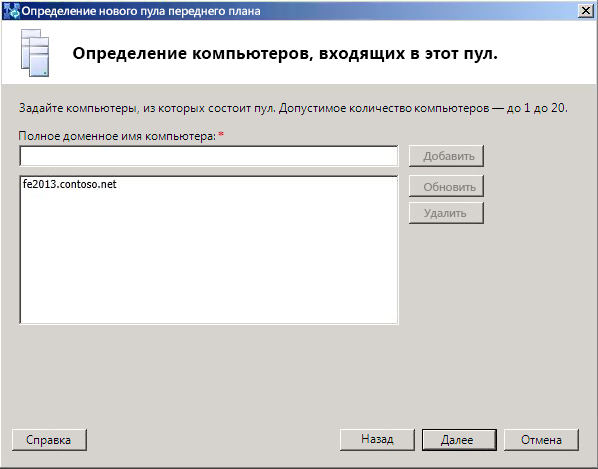 Определение нового пула переднего плана
Определение компьютеров, входящих в этот пул.
Задайте компьютеры, из которых состоит пул. Допустимое количество компьютеров — до 1 до 20.
Полное доменное имя компьютера: *
Добавить
fe2013.contoso.net
Обновить
Удалить
Справка
Назад
Далее
Отмена